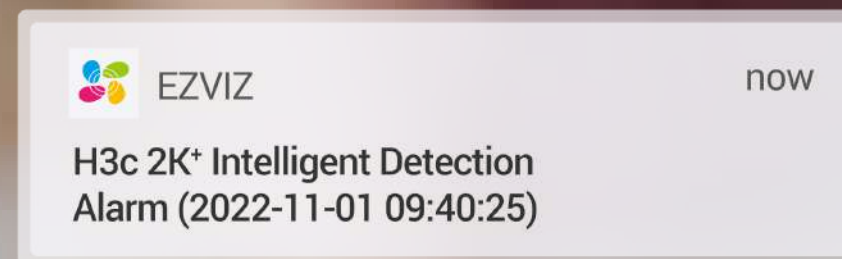 EZVIZ
now
H3c 2K⁺ Intelligent Detection
Alarm (2022-11-01 09:40:25)